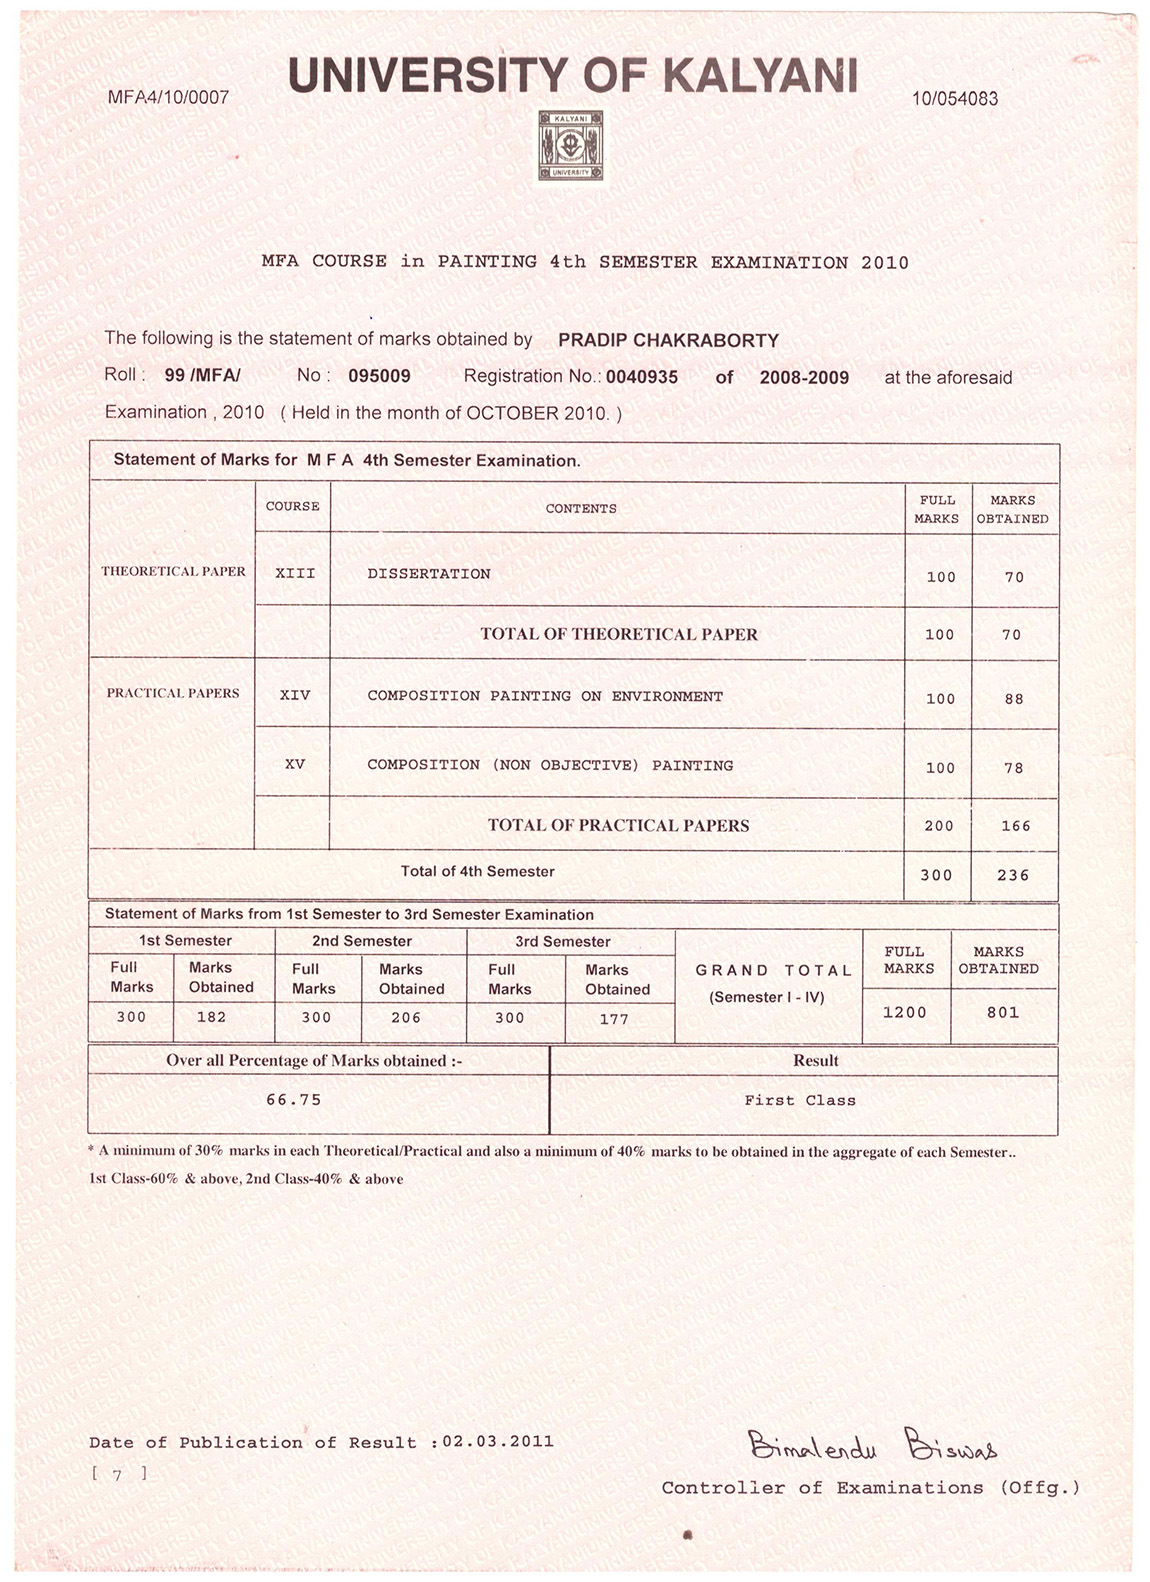 UNIVERSITY OF KALYANI
MFA4/10/0007
10/054083
KALYANI
UNIVERSITY
MFA COURSE in PAINTING 4th SEMESTER EXAMINATION 2010
The following is the statement of marks obtained by PRADIP CHAKRABORTY
Roll : 99 /MFA/ No : 095009 Registration No.: 0040935 of 2008-2009 at the aforesaid
Examination , 2010 ( Held in the month of OCTOBER 2010. )
Statement of Marks for M F A 4th Semester Examination.
COURSE CONTENTS FULL MARKS MARKS OBTAINED
THEORETICAL PAPER XIII DISSERTATION 100 70
TOTAL OF THEORETICAL PAPER 100 70
PRACTICAL PAPERS XIV COMPOSITION PAINTING ON ENVIRONMENT 100 88
XV COMPOSITION (NON OBJECTIVE) PAINTING 100 78
TOTAL OF PRACTICAL PAPERS 200 166
Total of 4th Semester 300 236
Statement of Marks from 1st Semester to 3rd Semester Examination
1st Semester 2nd Semester 3rd Semester
Full Marks Marks Obtained Full Marks Marks Obtained Full Marks Marks Obtained GRAND TOTAL (Semester I - IV) FULL MARKS MARKS OBTAINED
300 182 300 206 300 177 1200 801
Over all Percentage of Marks obtained :- Result
66.75 First Class
* A minimum of 30% marks in each Theoretical/Practical and also a minimum of 40% marks to be obtained in the aggregate of each Semester..
1st Class-60% & above, 2nd Class-40% & above
Date of Publication of Result :02.03.2011
[ 7 ]
Bimalendu Biswas
Controller of Examinations (Offg.)